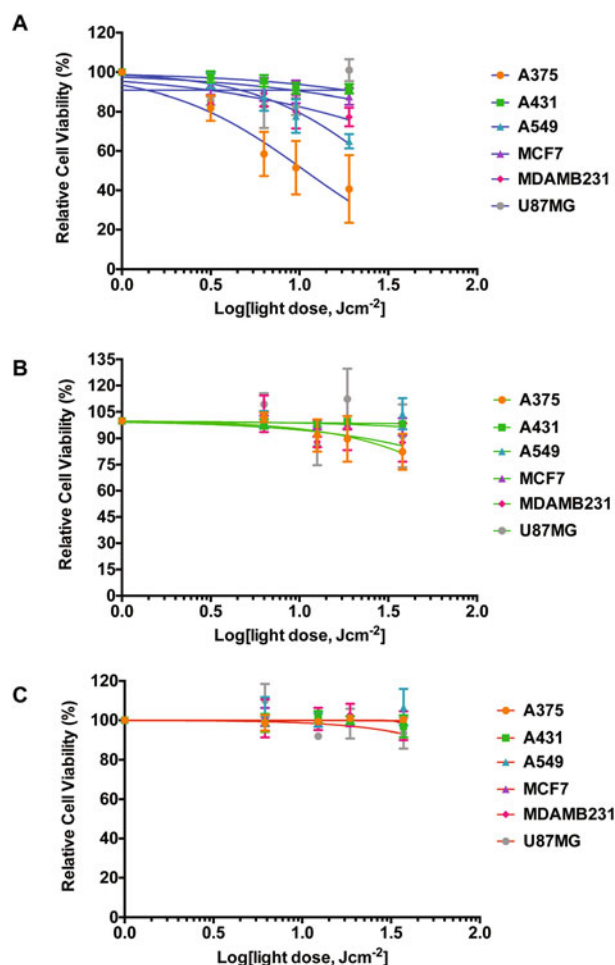 A
Relative Cell Viability (%)
120
100
80
60
40
20
0
0.0 0.5 1.0 1.5 2.0
Log[light dose, Jcm-2]
A375
A431
A549
MCF7
MDAMB231
U87MG
B
Relative Cell Viability (%)
135
120
105
90
75
60
45
30
15
0
0.0 0.5 1.0 1.5 2.0
Log[light dose, Jcm-2]
A375
A431
A549
MCF7
MDAMB231
U87MG
C
Relative Cell Viability (%)
120
100
80
60
40
20
0
0.0 0.5 1.0 1.5 2.0
Log[light dose, Jcm-2]
A375
A431
A549
MCF7
MDAMB231
U87MG